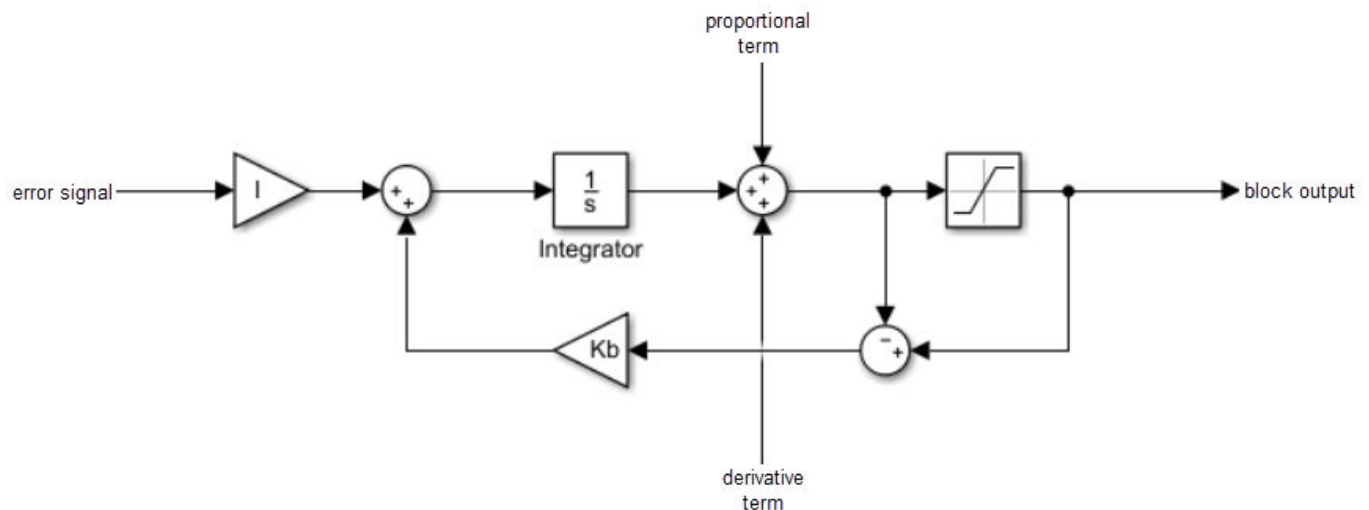 proportional
term
error signal
I
+
+
1
s
Integrator
+
+
+
block output
Kb
-
+
derivative
term